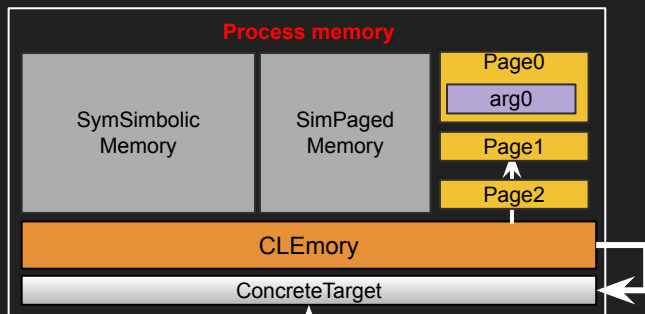 Process memory
SymSimbolic
Memory
SimPaged
Memory
Page0
arg0
Page1
Page2
CLEmory
ConcreteTarget